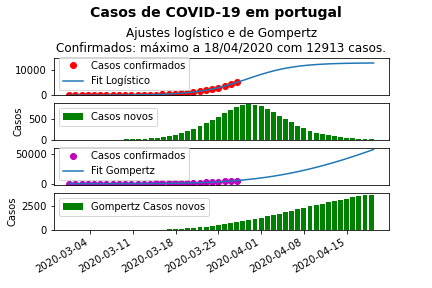 Casos de COVID-19 em portugal
Ajustes logístico e de Gompertz
Confirmados: máximo a 18/04/2020 com 12913 casos.
10000
0
Casos confirmados
Fit Logístico
Casos
500
0
Casos novos
50000
0
Casos confirmados
Fit Gompertz
Casos
2500
0
Gompertz Casos novos
2020-03-04
2020-03-11
2020-03-18
2020-03-25
2020-04-01
2020-04-08
2020-04-15